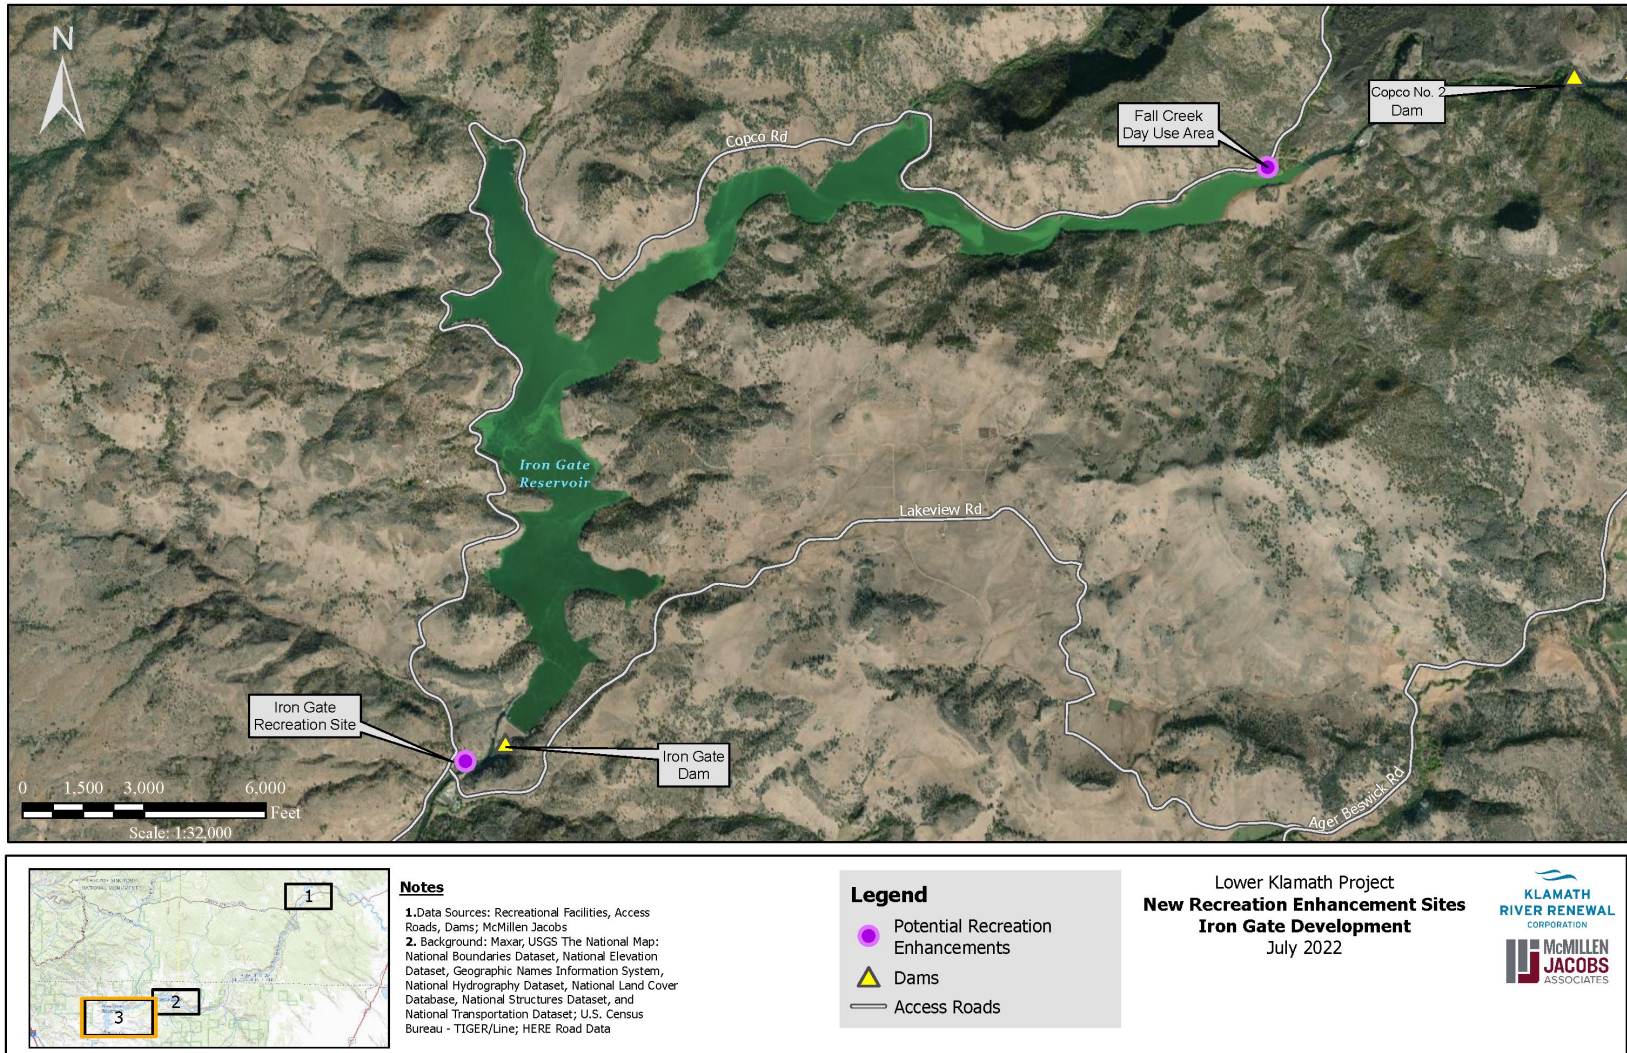 N
Copco Rd
Fall Creek
Day Use Area
Copco No. 2
Dam
Iron Gate
Reservoir
Lakeview Rd
Iron Gate
Recreation Site
Iron Gate
Dam
Ager Beswick Rd
0 1,500 3,000 6,000
Feet
Scale: 1:32,000
1
2
3
Notes
1.Data Sources: Recreational Facilities, Access
Roads, Dams; McMillen Jacobs
2. Background: Maxar, USGS The National Map:
National Boundaries Dataset, National Elevation
Dataset, Geographic Names Information System,
National Hydrography Dataset, National Land Cover
Database, National Structures Dataset, and
National Transportation Dataset; U.S. Census
Bureau - TIGER/Line; HERE Road Data
Legend
Potential Recreation
Enhancements
Dams
Access Roads
Lower Klamath Project
New Recreation Enhancement Sites
Iron Gate Development
July 2022
KLAMATH
RIVER RENEWAL
CORPORATION
McMILLEN
JACOBS
ASSOCIATES